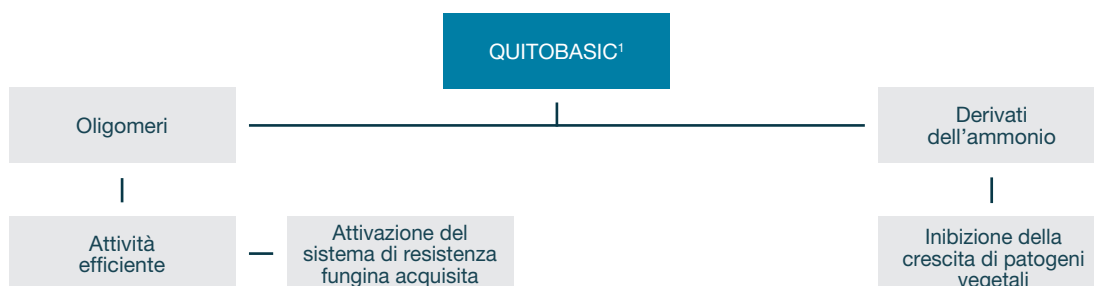 QUITOBASIC¹
Oligomeri
Derivati
dell’ammonio
Attività
efficiente
Attivazione del
sistema di resistenza
fungina acquisita
Inibizione della
crescita di patogeni
vegetali